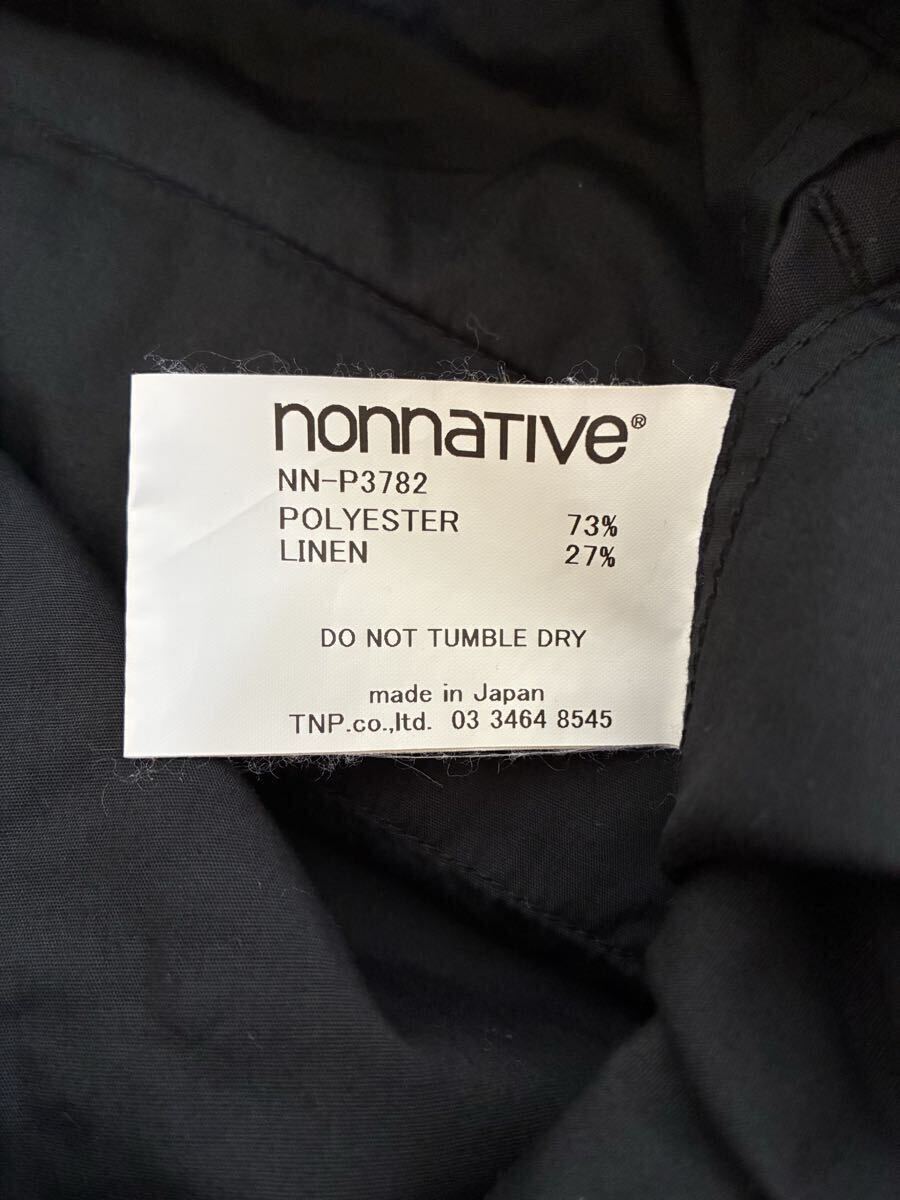 nonnative®
NN-P3782
POLYESTER 73%
LINEN 27%
DO NOT TUMBLE DRY
made in Japan
TNP.co.,ltd. 03 3464 8545